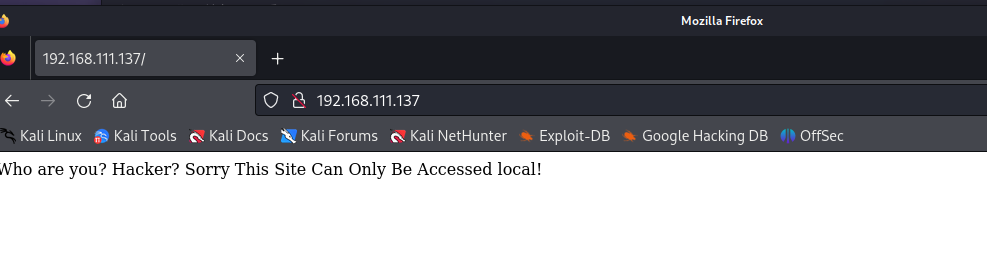 Mozilla Firefox
192.168.111.137/
192.168.111.137
Kali Linux Kali Tools Kali Docs Kali Forums Kali NetHunter Exploit-DB Google Hacking DB OffSec
Who are you? Hacker? Sorry This Site Can Only Be Accessed local!